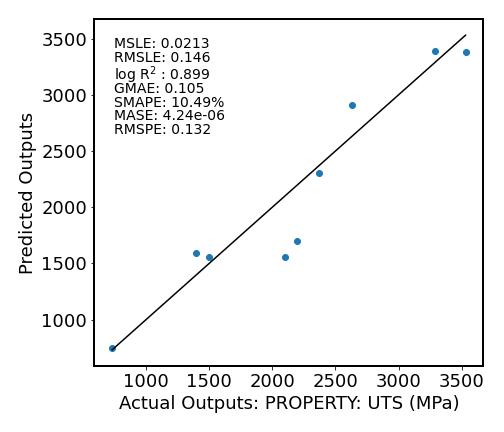 MSLE: 0.0213
RMSLE: 0.146
log R² : 0.899
GMAE: 0.105
SMAPE: 10.49%
MASE: 4.24e-06
RMSPE: 0.132
3500
3000
2500
2000
1500
1000
Predicted Outputs
1000 1500 2000 2500 3000 3500
Actual Outputs: PROPERTY: UTS (MPa)